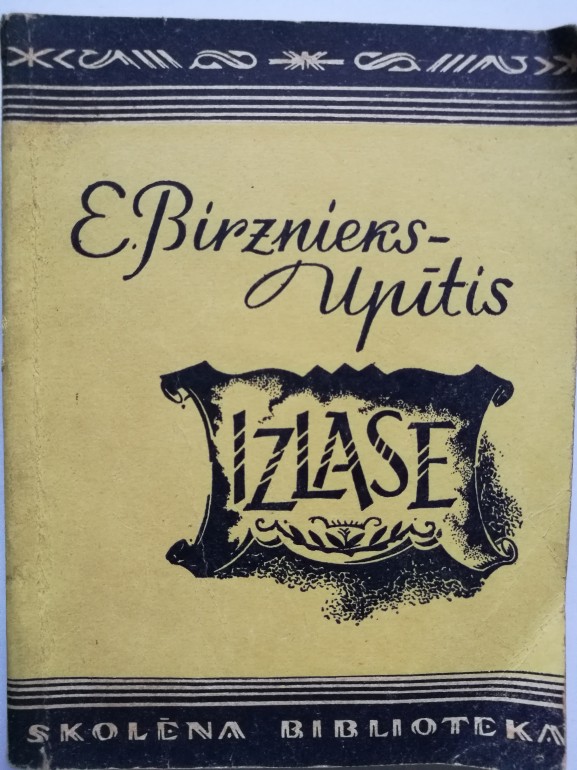 E. Birznieks-
Upītis
IZLASE
SKOLĒNA BIBLIOTEKA